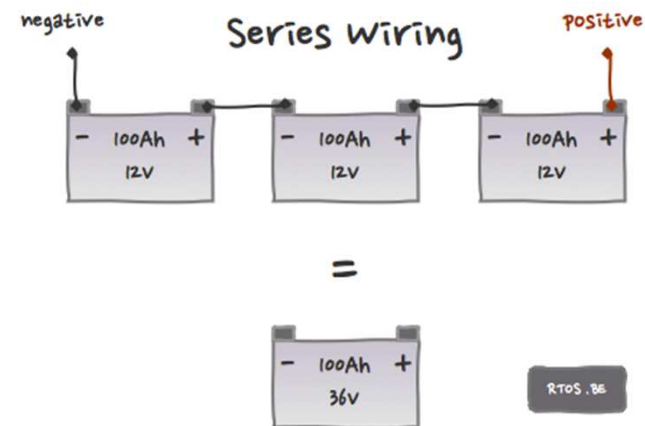 negative
Series Wiring
positive
- 100Ah +
12V
- 100Ah +
12V
- 100Ah +
12V
=
- 100Ah +
36V
RTOS.BE